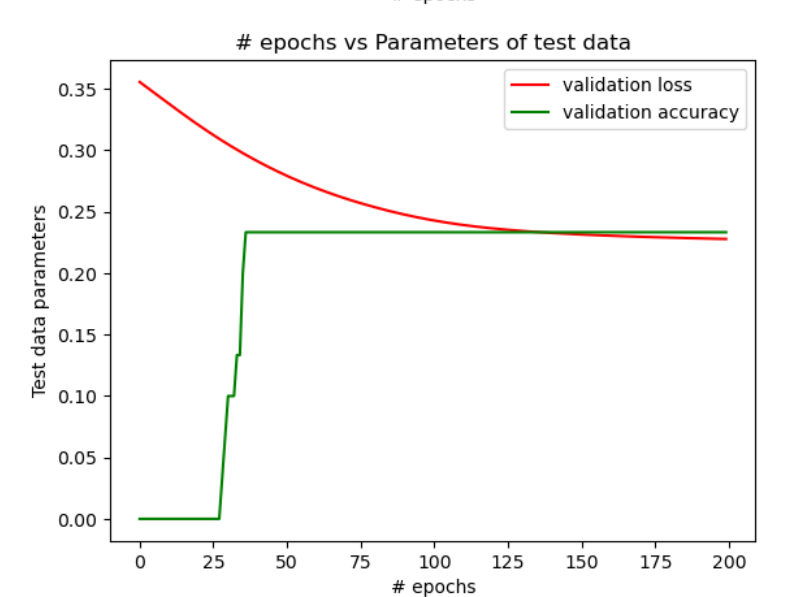 # epochs vs Parameters of test data
validation loss
validation accuracy
0.35
0.30
0.25
0.20
0.15
0.10
0.05
0.00
Test data parameters
0 25 50 75 100 125 150 175 200
# epochs